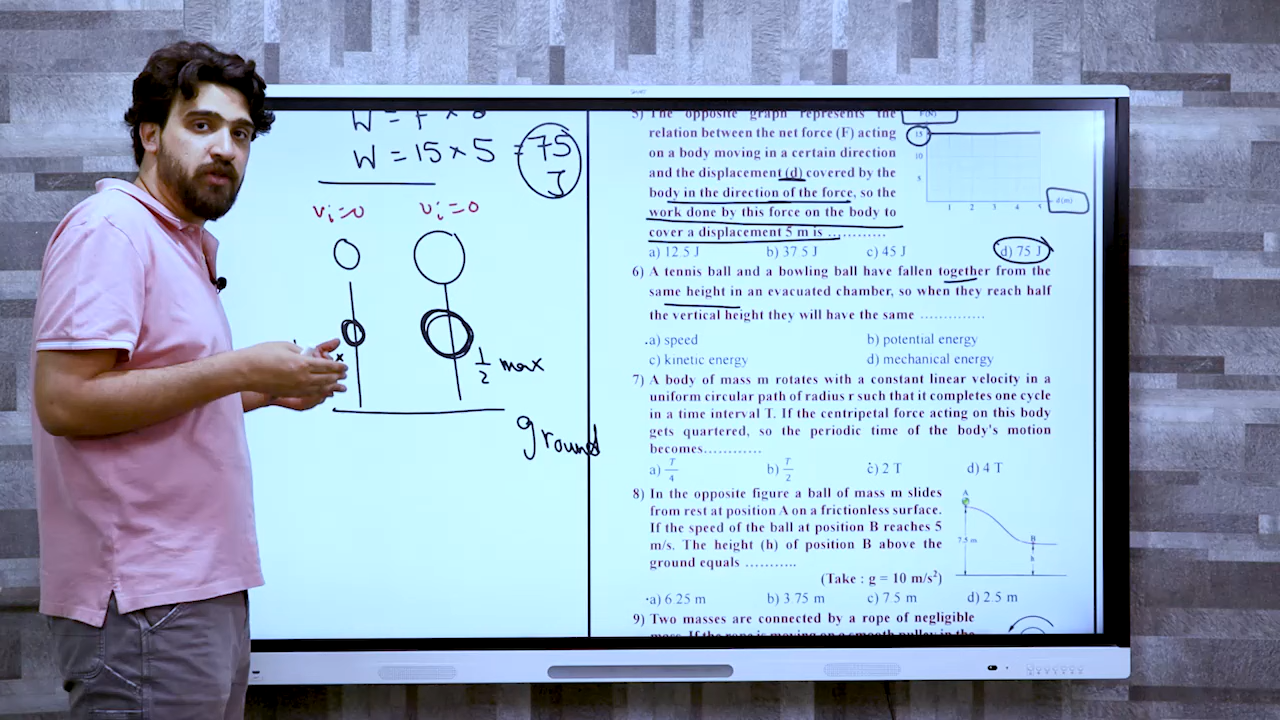 W = 15 × 5 = 75
J
vᵢ=0 vᵢ=0
1/2 max
ground
5) The opposite graph represents the
relation between the net force (F) acting
on a body moving in a certain direction
and the displacement (d) covered by the
body in the direction of the force, so the
work done by this force on the body to
cover a displacement 5 m is ............
a) 12.5 J b) 37.5 J c) 45 J d) 75 J
F(N)
15
10
5
1 2 3 4 5 d(m)
6) A tennis ball and a bowling ball have fallen together from the
same height in an evacuated chamber, so when they reach half
the vertical height they will have the same .............
a) speed b) potential energy
c) kinetic energy d) mechanical energy
7) A body of mass m rotates with a constant linear velocity in a
uniform circular path of radius r such that it completes one cycle
in a time interval T. If the centripetal force acting on this body
gets quartered, so the periodic time of the body's motion
becomes............
a) T/4 b) T/2 c) 2 T d) 4 T
8) In the opposite figure a ball of mass m slides
from rest at position A on a frictionless surface.
If the speed of the ball at position B reaches 5
m/s. The height (h) of position B above the
ground equals ...........
(Take : g = 10 m/s²)
a) 6.25 m b) 3.75 m c) 7.5 m d) 2.5 m
A
7.5 m
B
h
9) Two masses are connected by a rope of negligible